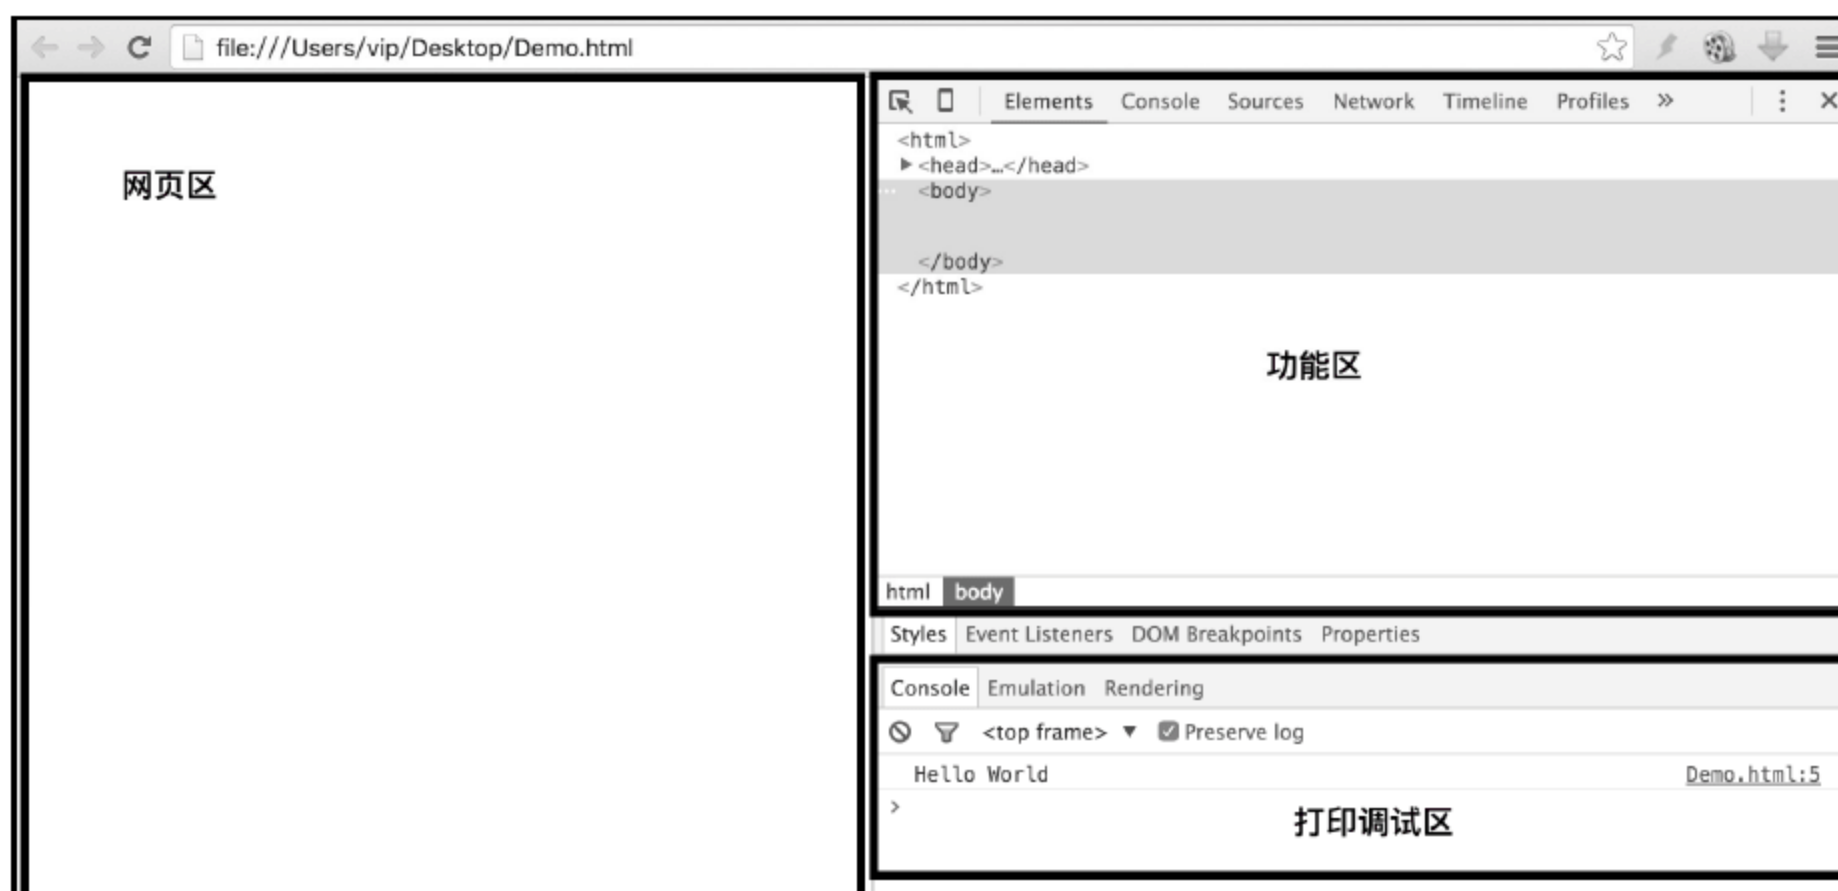 file:///Users/vip/Desktop/Demo.html
网页区
Elements Console Sources Network Timeline Profiles »
<html>
▶<head>…</head>
… <body>
</body>
</html>
功能区
html body
Styles Event Listeners DOM Breakpoints Properties
Console Emulation Rendering
<top frame> ▼ Preserve log
Hello World Demo.html:5
>
打印调试区